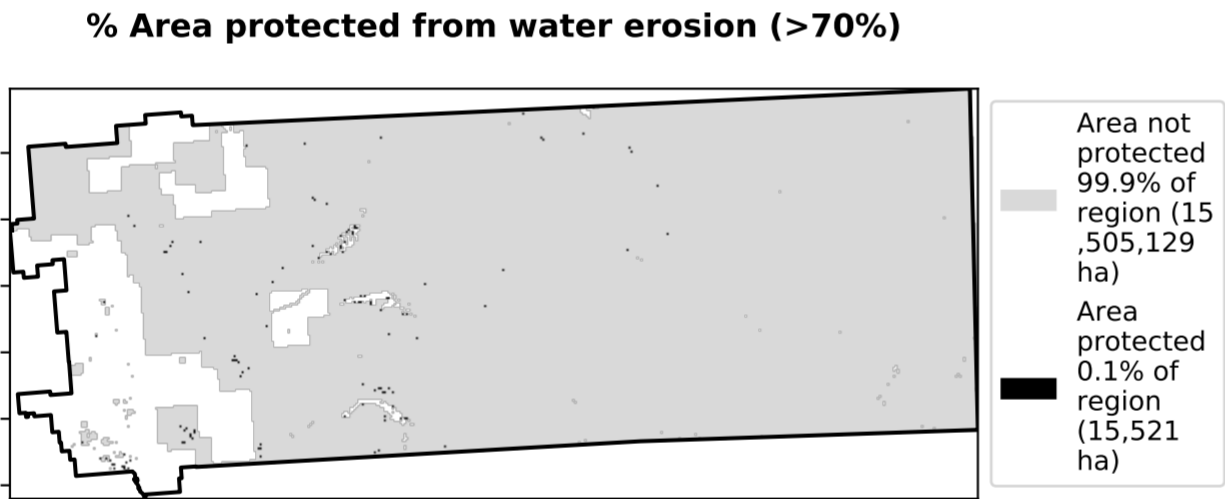 % Area protected from water erosion (>70%)
Area not
protected
99.9% of
region (15
,505,129
ha)
Area
protected
0.1% of
region
(15,521
ha)